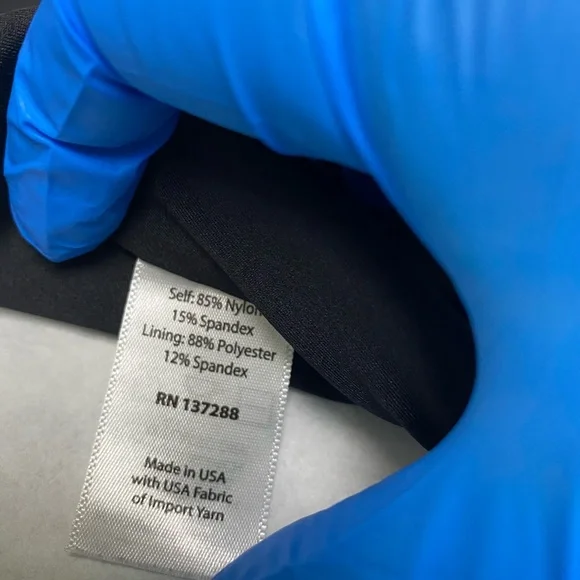 Self: 85% Nylon
15% Spandex
Lining: 88% Polyester
12% Spandex
RN 137288
Made in USA
with USA Fabric
of Import Yarn